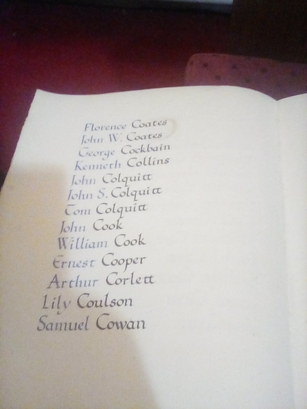 Florence Coates
John W. Coates
George Cockbain
Kenneth Collins
John Colquitt
John S. Colquitt
Tom Colquitt
John Cook
William Cook
Ernest Cooper
Arthur Corlett
Lily Coulson
Samuel Cowan